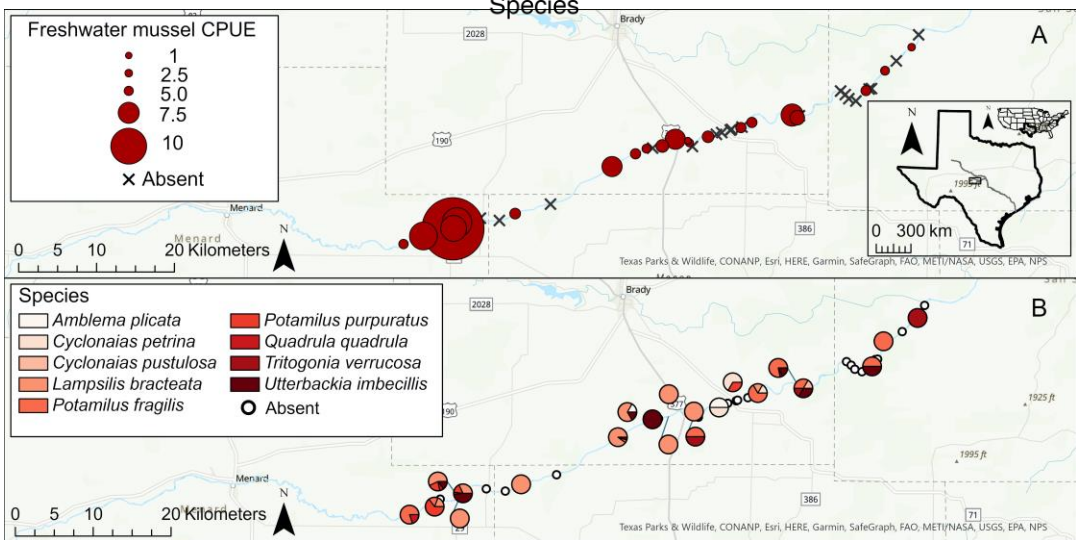 Species
Freshwater mussel CPUE
1
2.5
5.0
7.5
10
Absent
Brady
2028
A
190
N
N
1995 ft
0 300 km
386
71
Menard
Menard
N
0 10 20 Kilometers
Texas Parks & Wildlife, CONANP, Esri, HERE, Garmin, SafeGraph, FAO, METI/NASA, USGS, EPA, NPS
Species
Amblema plicata
Cyclonaias petrina
Cyclonaias pustulosa
Lampsilis bracteata
Potamilus fragilis
Potamilus purpuratus
Quadrula quadrula
Tritogonia verrucosa
Utterbackia imbecillis
Absent
2028
Brady
B
190
377
1925 ft
1995 ft
Menard
386
71
N
0 10 20 Kilometers
29
Texas Parks & Wildlife, CONANP, Esri, HERE, Garmin, SafeGraph, FAO, METI/NASA, USGS, EPA, NPS